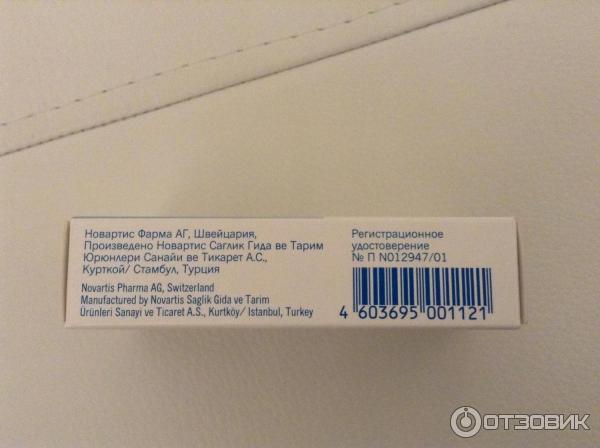 Новартис Фарма АГ, Швейцария,
Произведено Новартис Саглик Гида ве Тарим
Юрюнлери Санайи ве Тикарет А.С.,
Курткой/ Стамбул, Турция
Novartis Pharma AG, Switzerland
Manufactured by Novartis Saglik Gida ve Tarim
Ürünleri Sanayi ve Ticaret A.S., Kurtköy/ Istanbul, Turkey
Регистрационное
удостоверение
№ П N012947/01
4 603695 001121
ОТЗОВИК